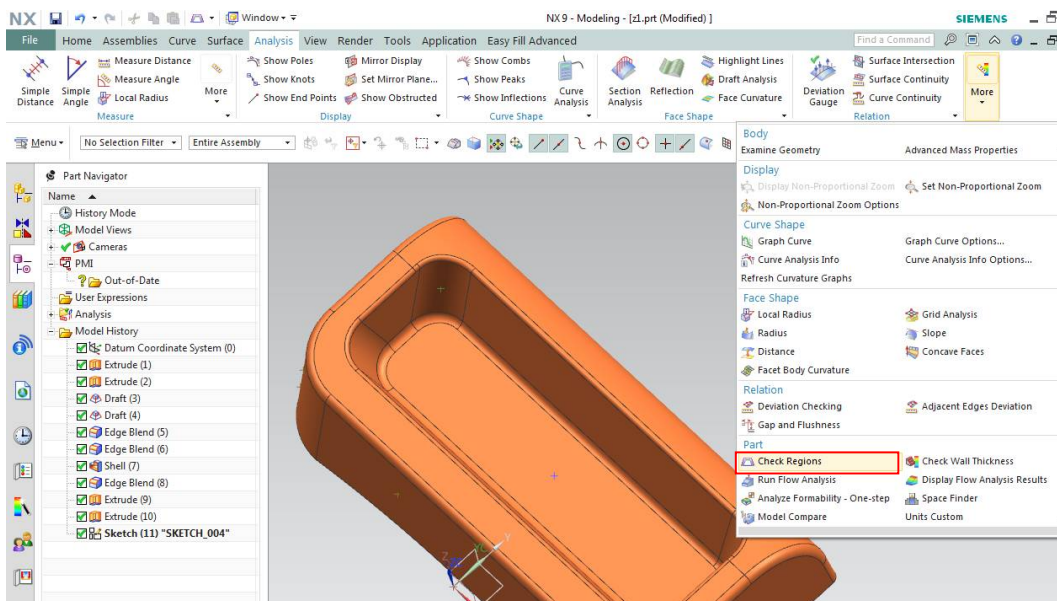 NX Window NX 9 - Modeling - [z1.prt (Modified) ] SIEMENS
File Home Assemblies Curve Surface Analysis View Render Tools Application Easy Fill Advanced Find a Command
Simple Distance
Simple Angle
Measure Distance
Measure Angle
Local Radius
More
Measure
Show Poles
Show Knots
Show End Points
Mirror Display
Set Mirror Plane...
Show Obstructed
Display
Show Combs
Show Peaks
Show Inflections
Curve Analysis
Curve Shape
Section Analysis
Reflection
Highlight Lines
Draft Analysis
Face Curvature
Face Shape
Deviation Gauge
Surface Intersection
Surface Continuity
Curve Continuity
Relation
More
Menu No Selection Filter Entire Assembly
Part Navigator
Name
History Mode
Model Views
Cameras
PMI
Out-of-Date
User Expressions
Analysis
Model History
Datum Coordinate System (0)
Extrude (1)
Extrude (2)
Draft (3)
Draft (4)
Edge Blend (5)
Edge Blend (6)
Shell (7)
Edge Blend (8)
Extrude (9)
Extrude (10)
Sketch (11) "SKETCH_004"
Body
Examine Geometry Advanced Mass Properties
Display
Display Non-Proportional Zoom Set Non-Proportional Zoom
Non-Proportional Zoom Options
Curve Shape
Graph Curve Graph Curve Options...
Curve Analysis Info Curve Analysis Info Options...
Refresh Curvature Graphs
Face Shape
Local Radius Grid Analysis
Radius Slope
Distance Concave Faces
Facet Body Curvature
Relation
Deviation Checking Adjacent Edges Deviation
Gap and Flushness
Part
Check Regions Check Wall Thickness
Run Flow Analysis Display Flow Analysis Results
Analyze Formability - One-step Space Finder
Model Compare Units Custom
Z
Y